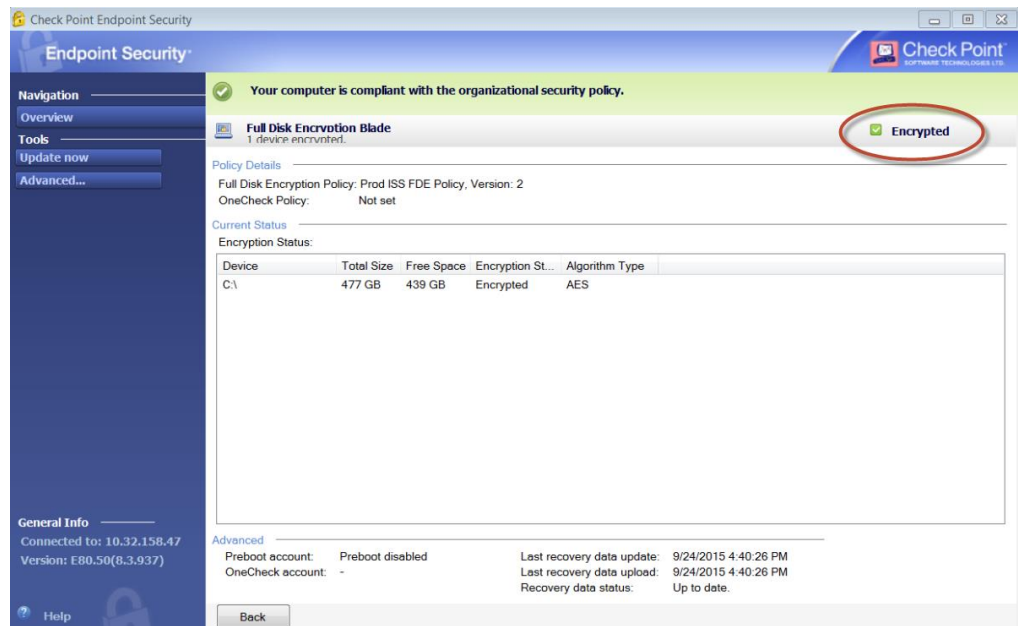 Check Point Endpoint Security
Endpoint Security
Check Point
SOFTWARE TECHNOLOGIES LTD.
Navigation
Overview
Tools
Update now
Advanced...
General Info
Connected to: 10.32.158.47
Version: E80.50(8.3.937)
Help
Your computer is compliant with the organizational security policy.
Full Disk Encryption Blade
1 device encrypted.
Encrypted
Policy Details
Full Disk Encryption Policy: Prod ISS FDE Policy, Version: 2
OneCheck Policy: Not set
Current Status
Encryption Status:
Device Total Size Free Space Encryption St... Algorithm Type
C:\ 477 GB 439 GB Encrypted AES
Advanced
Preboot account: Preboot disabled Last recovery data update: 9/24/2015 4:40:26 PM
OneCheck account: - Last recovery data upload: 9/24/2015 4:40:26 PM
Recovery data status: Up to date.
Back